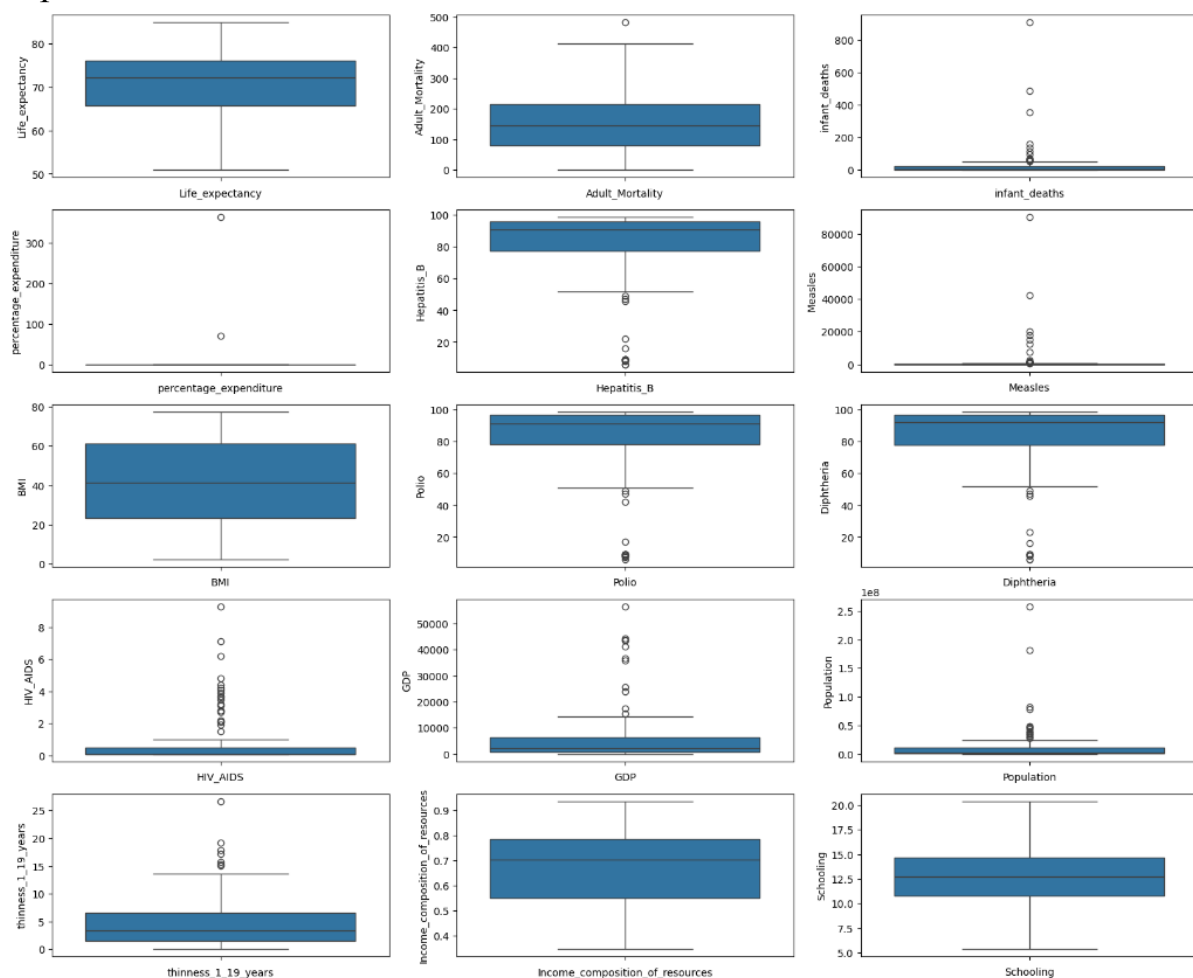 80
70
60
50
Life_expectancy
Life_expectancy
500
400
300
200
100
0
Adult_Mortality
Adult_Mortality
800
600
400
200
0
infant_deaths
infant_deaths
300
200
100
0
percentage_expenditure
percentage_expenditure
100
80
60
40
20
Hepatitis_B
Hepatitis_B
80000
60000
40000
20000
0
Measles
Measles
80
60
40
20
0
BMI
BMI
100
80
60
40
20
Polio
Polio
100
80
60
40
20
Diphtheria
Diphtheria
8
6
4
2
0
HIV_AIDS
HIV_AIDS
50000
40000
30000
20000
10000
0
GDP
GDP
1e8
2.5
2.0
1.5
1.0
0.5
0.0
Population
Population
25
20
15
10
5
0
thinness_1_19_years
thinness_1_19_years
0.9
0.8
0.7
0.6
0.5
0.4
Income_composition_of_resources
Income_composition_of_resources
20.0
17.5
15.0
12.5
10.0
7.5
5.0
Schooling
Schooling